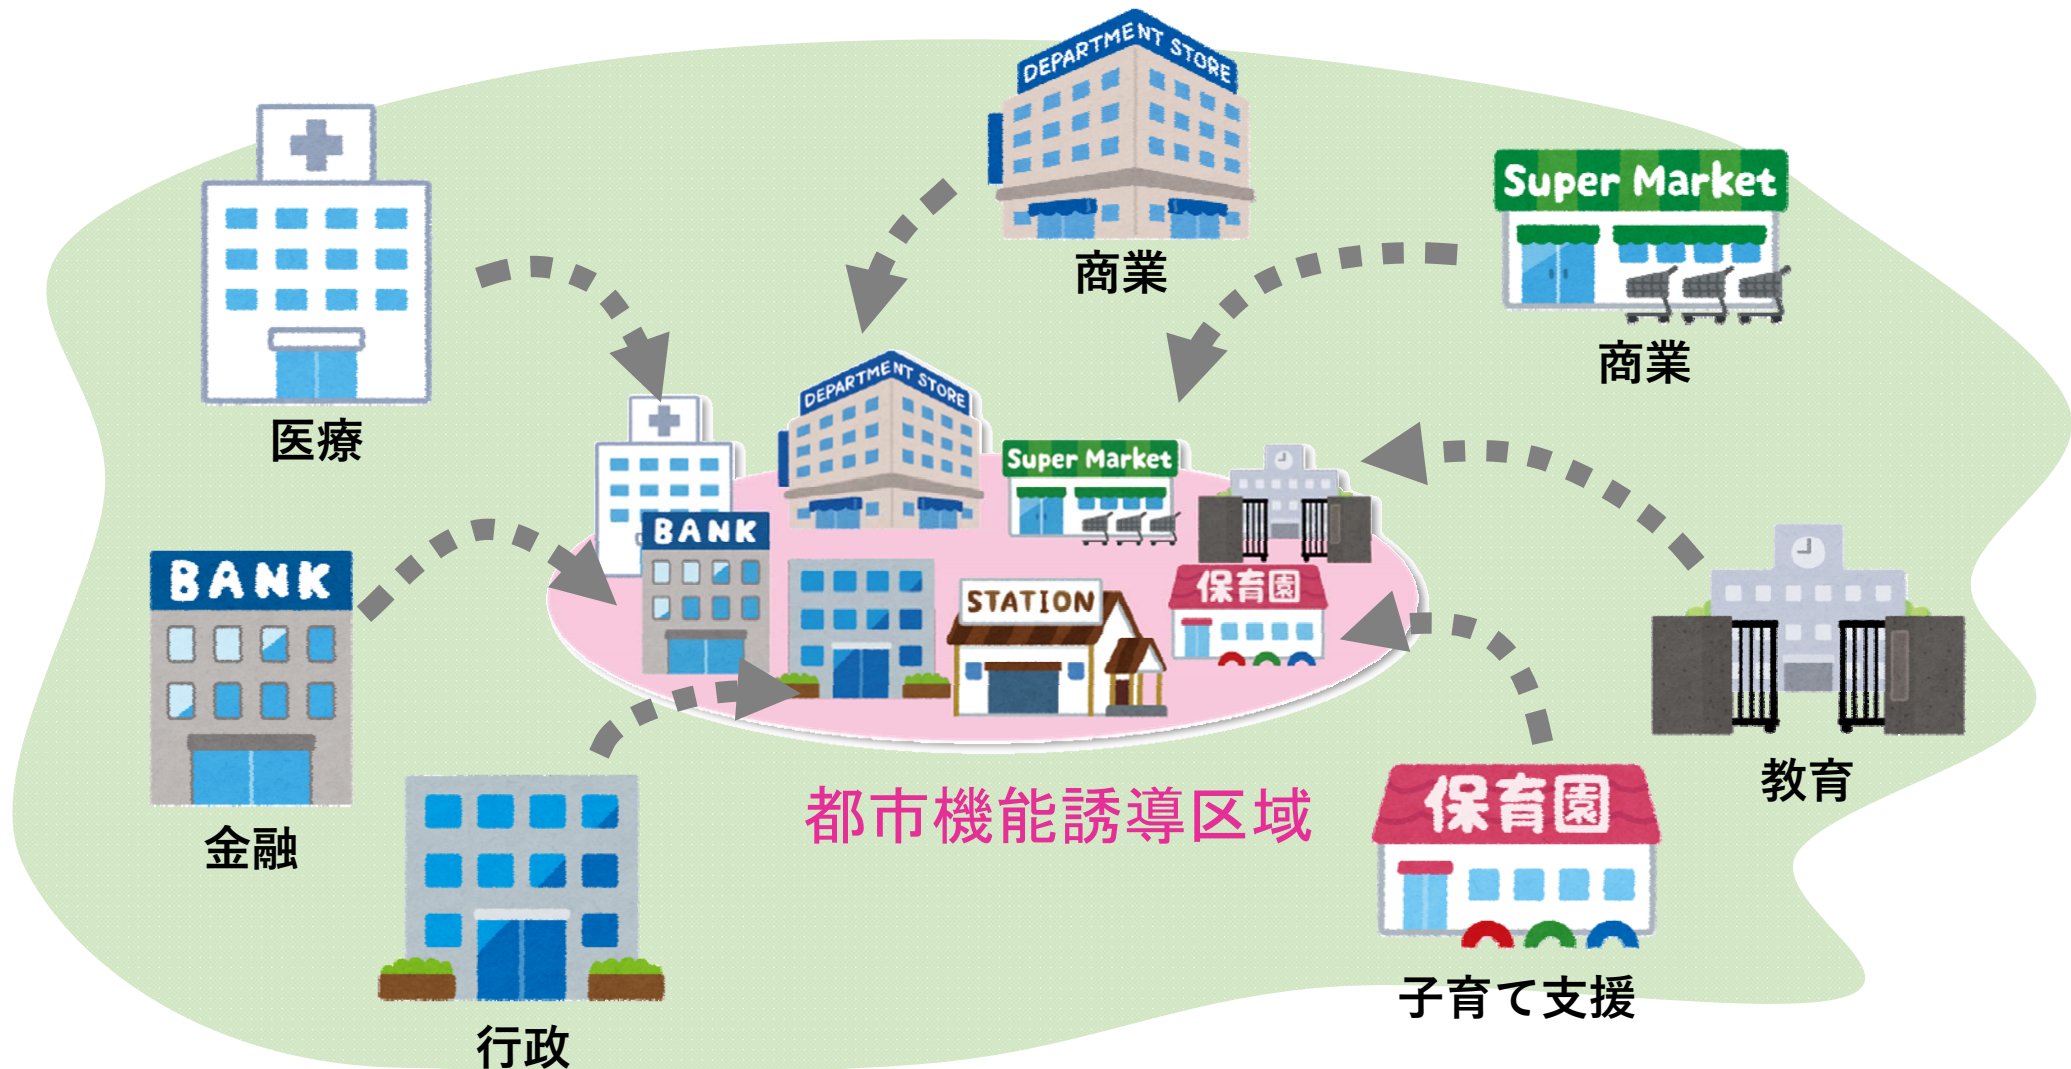 DEPARTMENT STORE
商業
Super Market
商業
医療
DEPARTMENT STORE
Super Market
BANK
STATION
保育園
BANK
金融
教育
都市機能誘導区域
保育園
子育て支援
行政